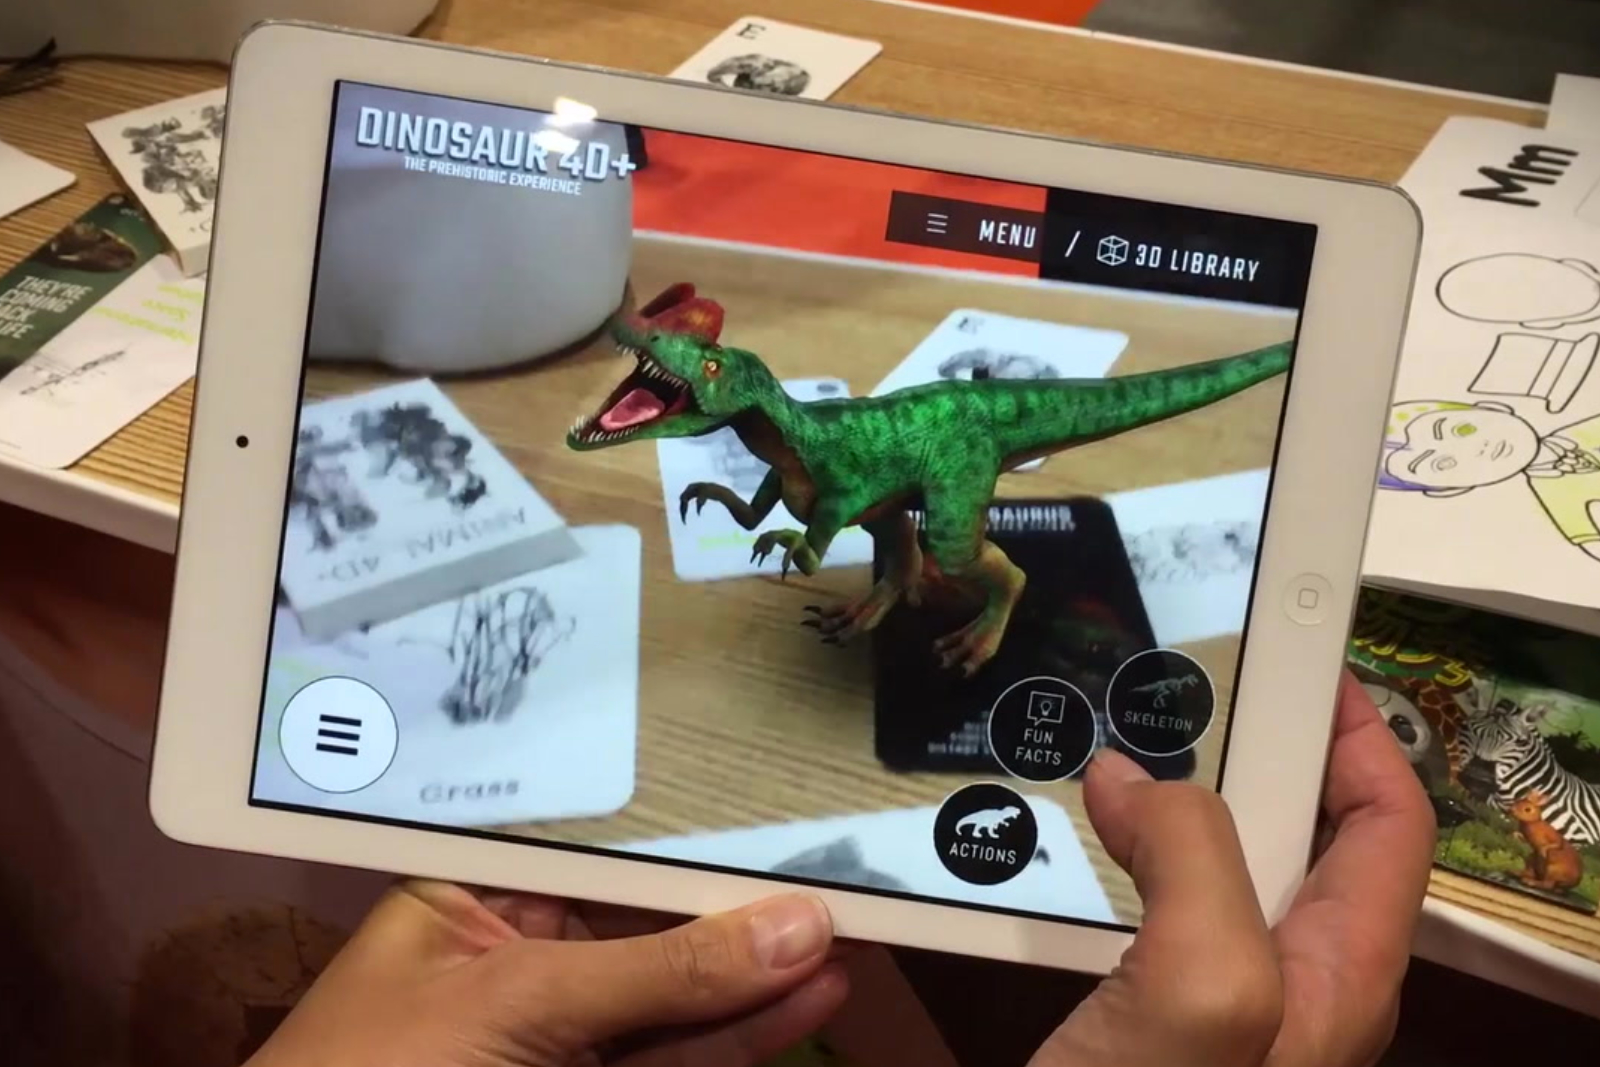 E
DINOSAUR 4D+
THE PREHISTORIC EXPERIENCE
MENU / 3D LIBRARY
Mm
THEY'RE
COMING
BACK
LIFE
E
ANIMAL 4D+
SAURUS
FUN
FACTS
SKELETON
ACTIONS
Grass